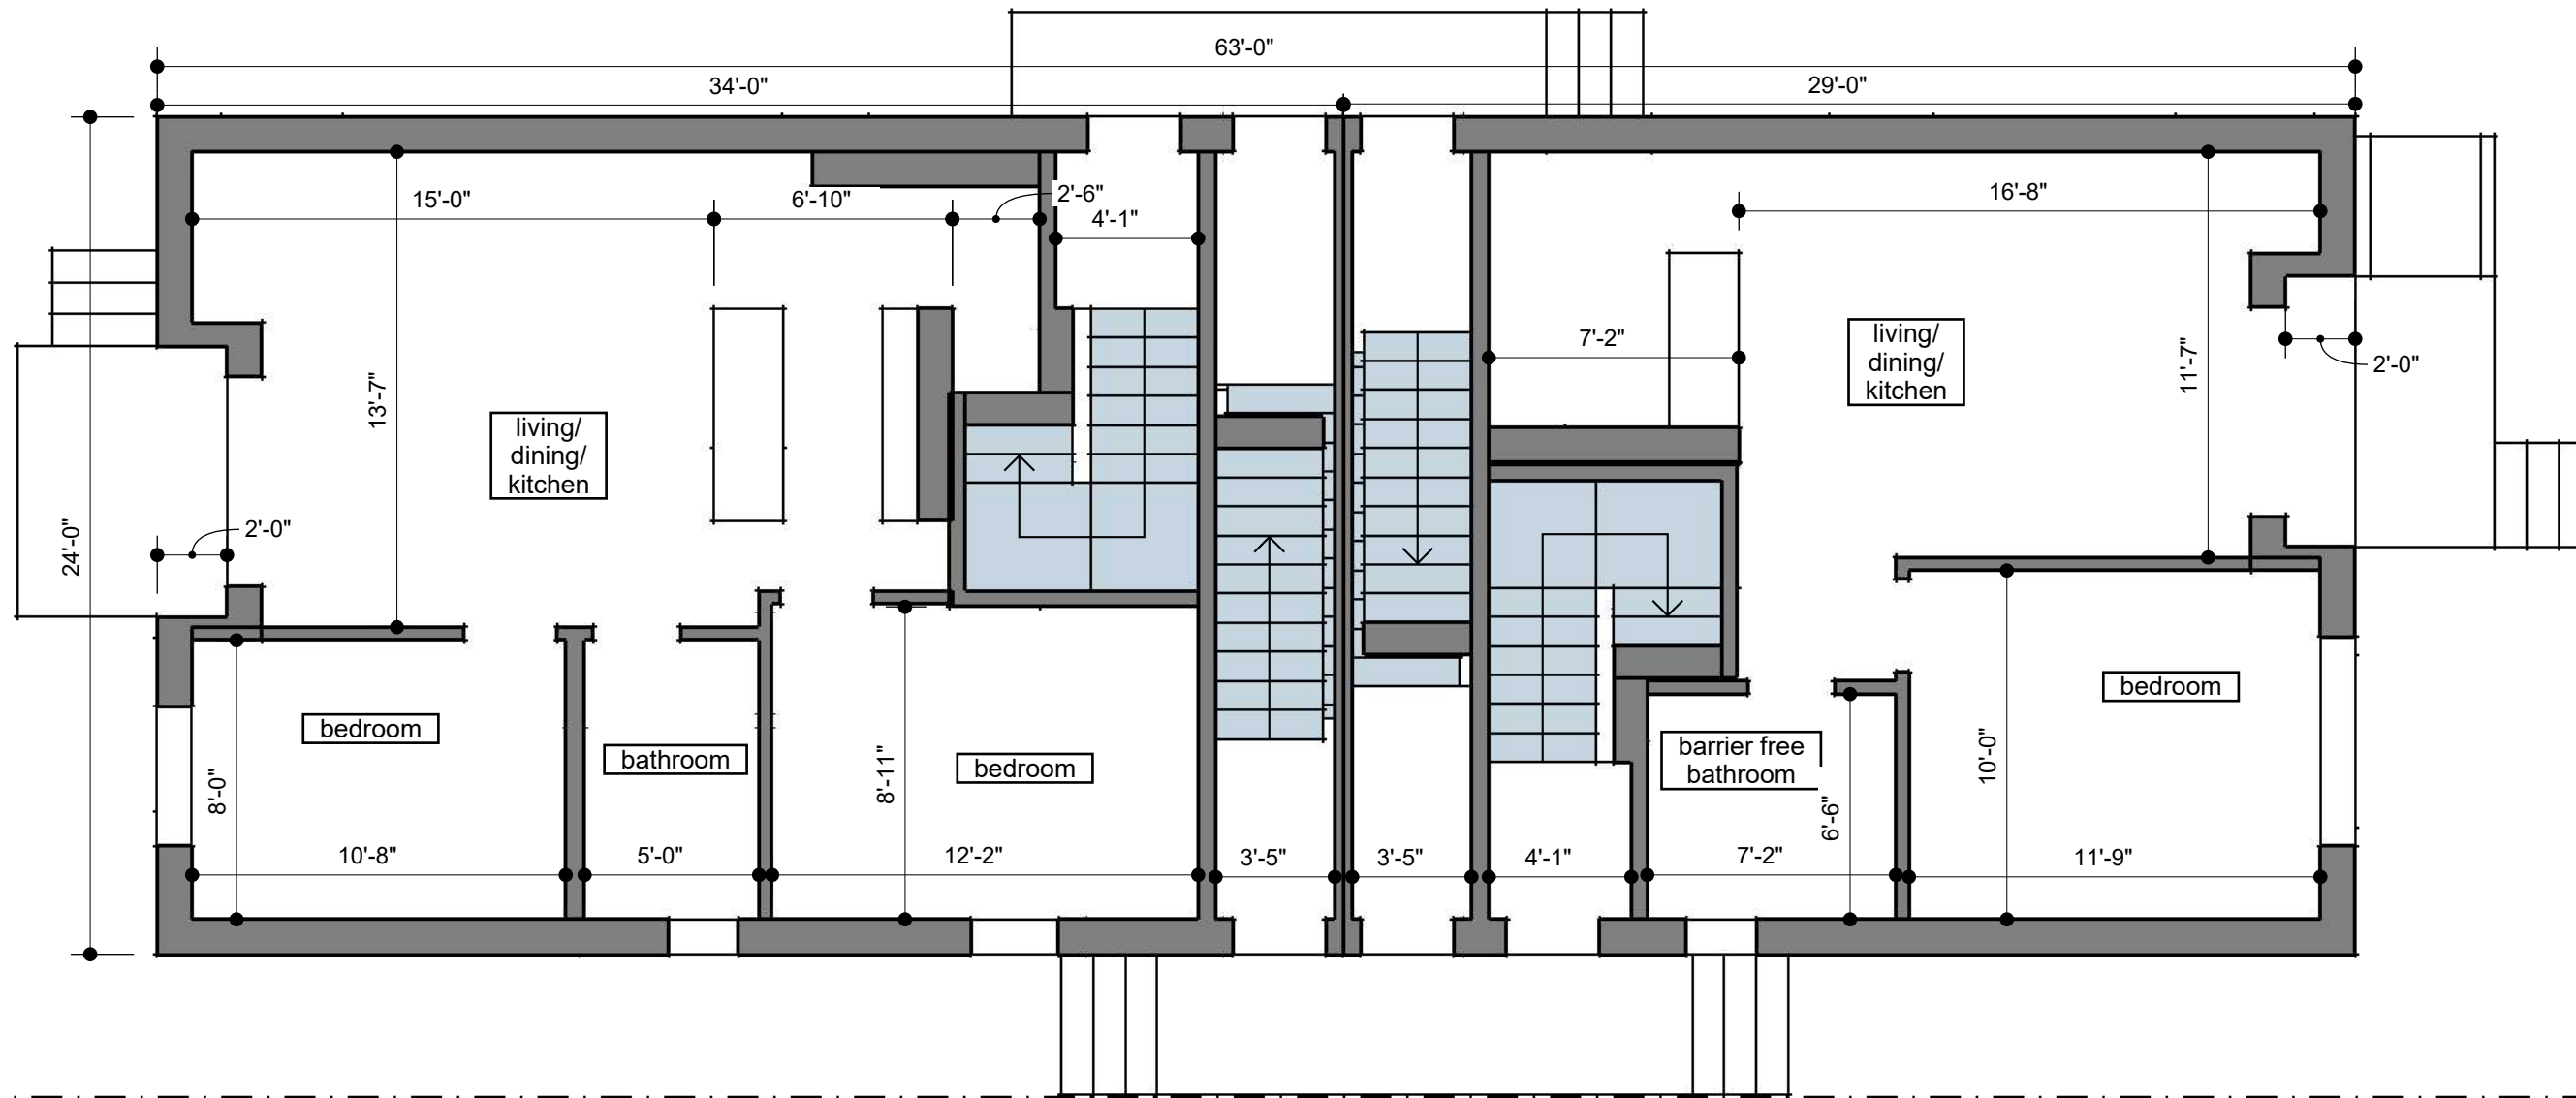 63'-0"
34'-0"
29'-0"
15'-0"
6'-10"
2'-6"
4'-1"
16'-8"
7'-2"
living/
dining/
kitchen
2'-0"
11'-7"
13'-7"
living/
dining/
kitchen
24'-0"
2'-0"
bedroom
bathroom
bedroom
barrier free
bathroom
bedroom
8'-0"
8'-11"
6'-6"
10'-0"
10'-8"
5'-0"
12'-2"
3'-5"
3'-5"
4'-1"
7'-2"
11'-9"